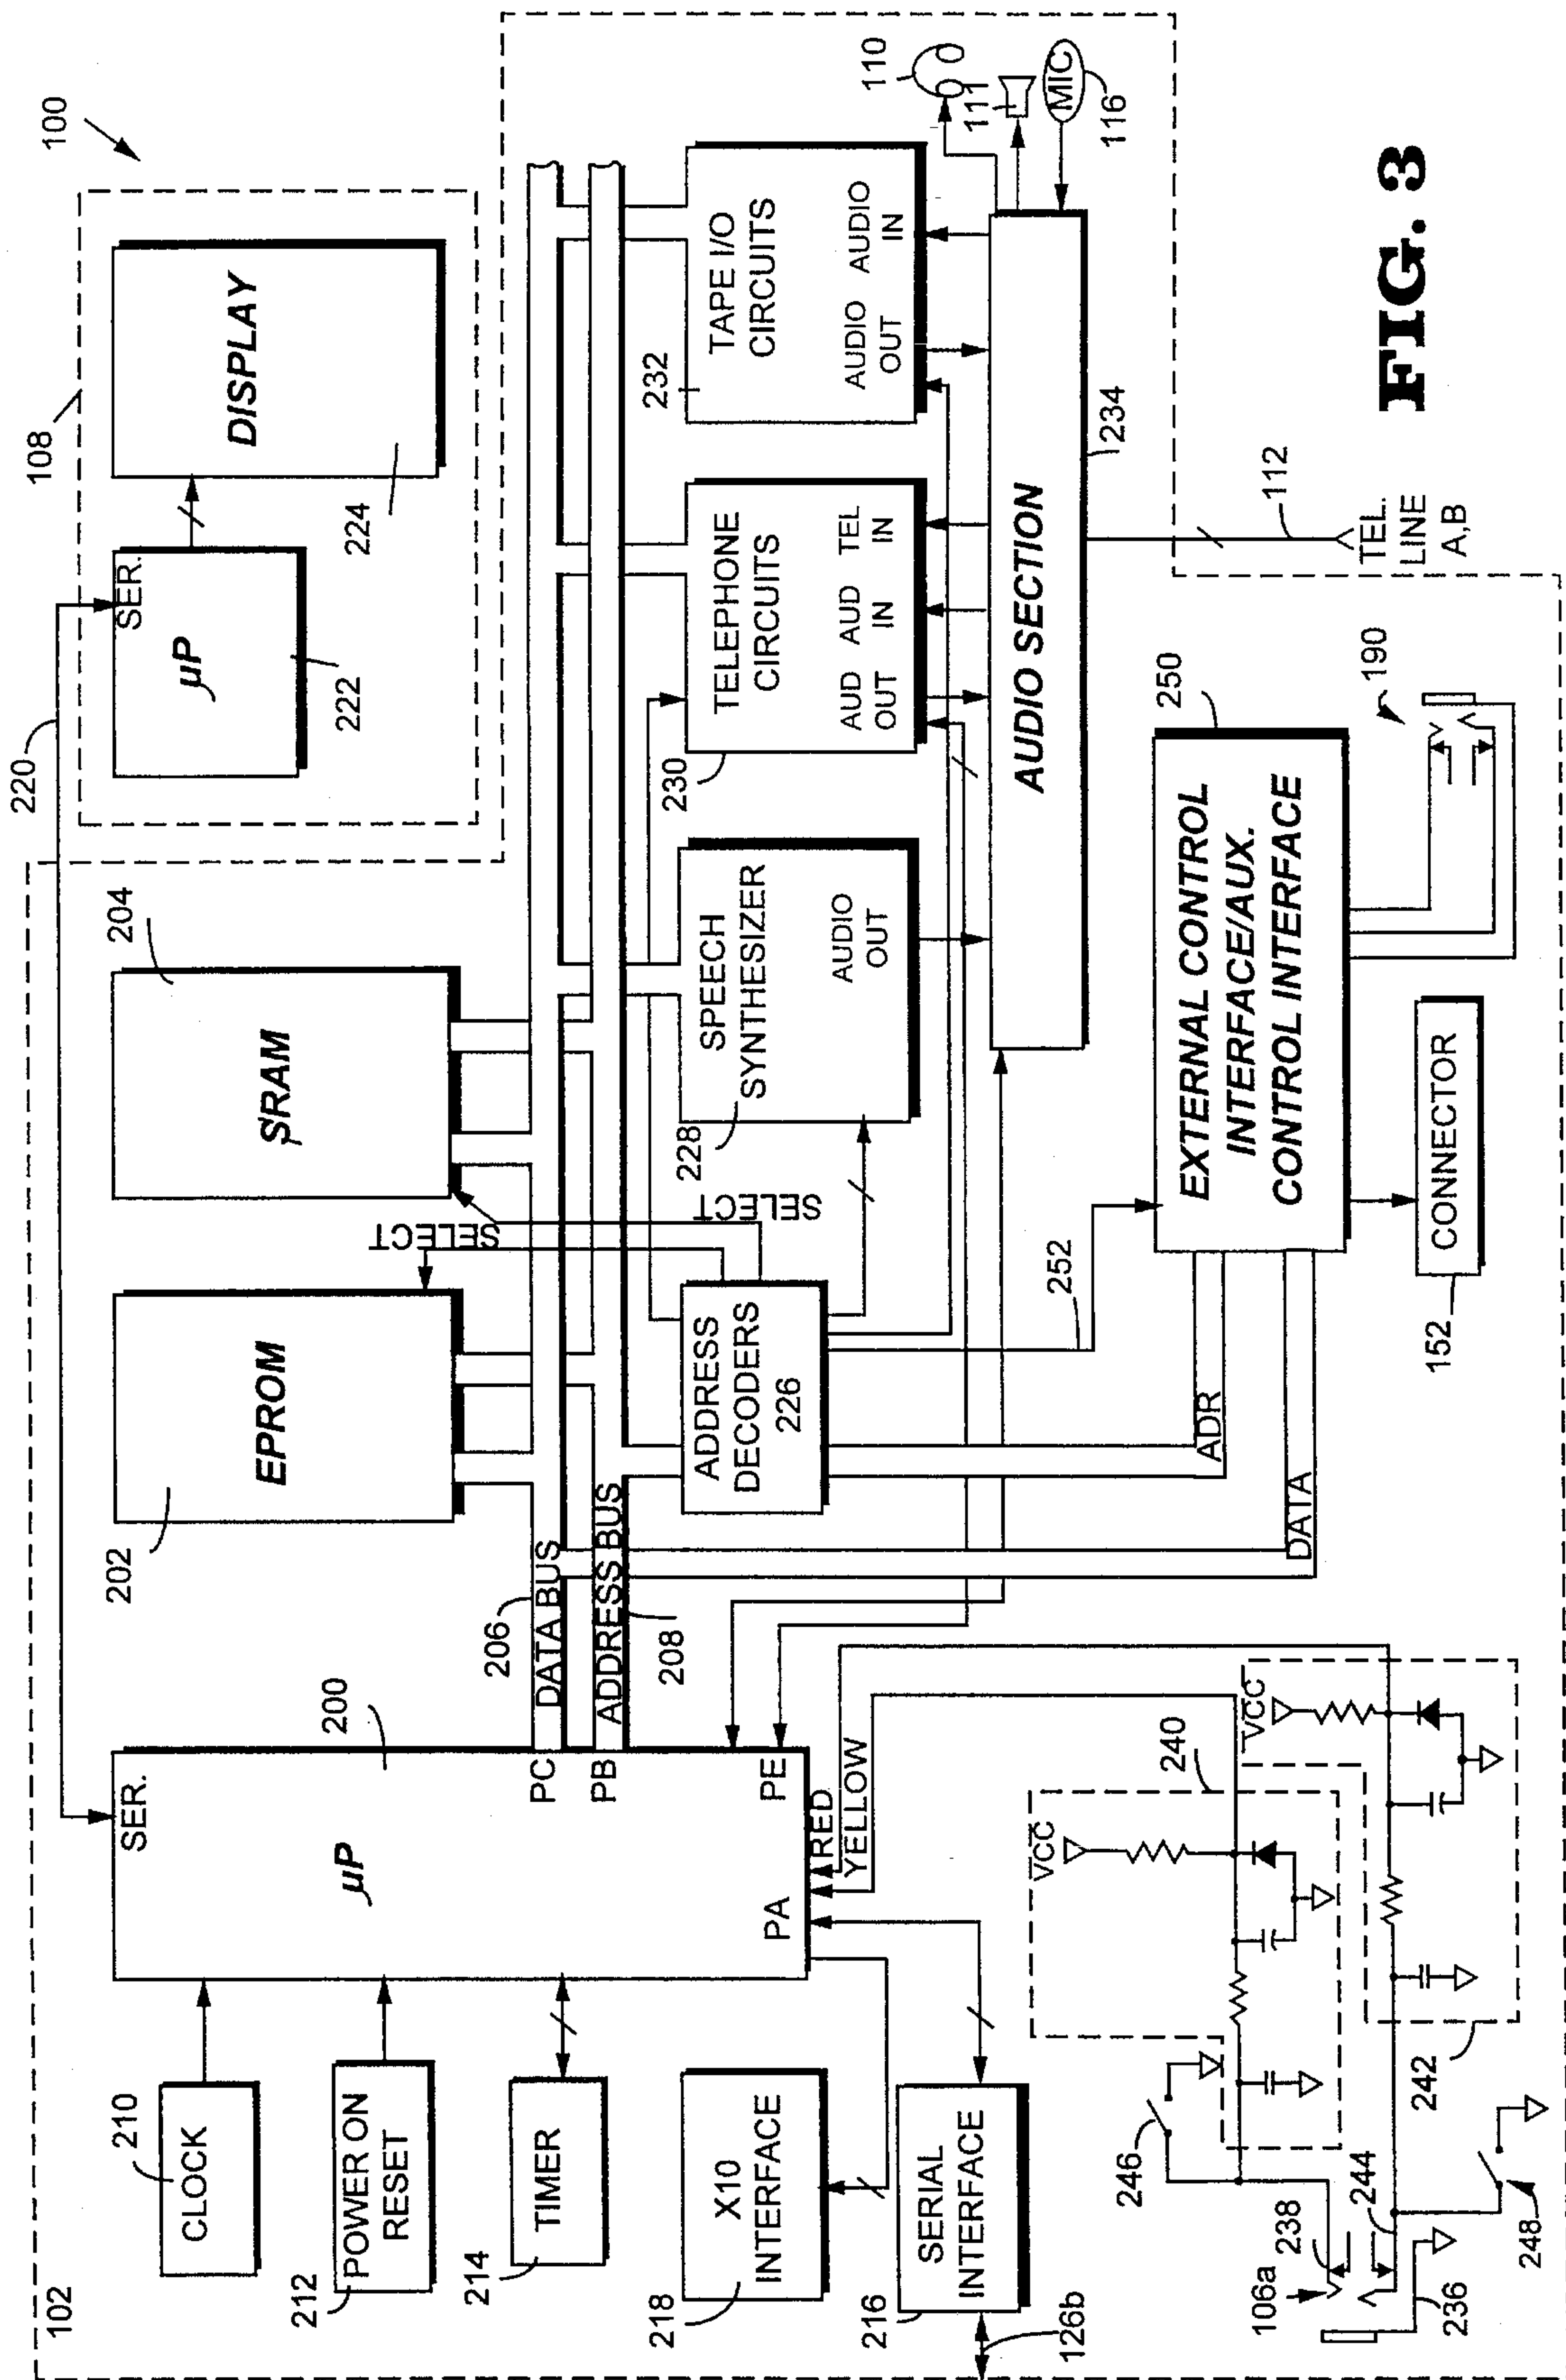 100
108
220
DISPLAY
224
SER.
µP
222
204
SRAM
202
EPROM
SELECT
SELECT
206
DATA BUS
ADDRESS BUS
208
200
SER.
µP
PC
PB
PE
PA
RED
YELLOW
210
CLOCK
212
POWER ON
RESET
214
TIMER
218
X10
INTERFACE
216
SERIAL
INTERFACE
126b
102
232
TAPE I/O
CIRCUITS
AUDIO
OUT
AUDIO
IN
230
TELEPHONE
CIRCUITS
AUD
OUT
AUD
IN
TEL
IN
228
SPEECH
SYNTHESIZER
AUDIO
OUT
ADDRESS
DECODERS
226
110
111
MIC
116
AUDIO SECTION
234
112
TEL.
LINE
A,B
250
EXTERNAL CONTROL
INTERFACE/AUX.
CONTROL INTERFACE
190
252
ADR
DATA
152
CONNECTOR
VCC
240
VCC
242
246
238
244
106a
236
248
FIG. 3